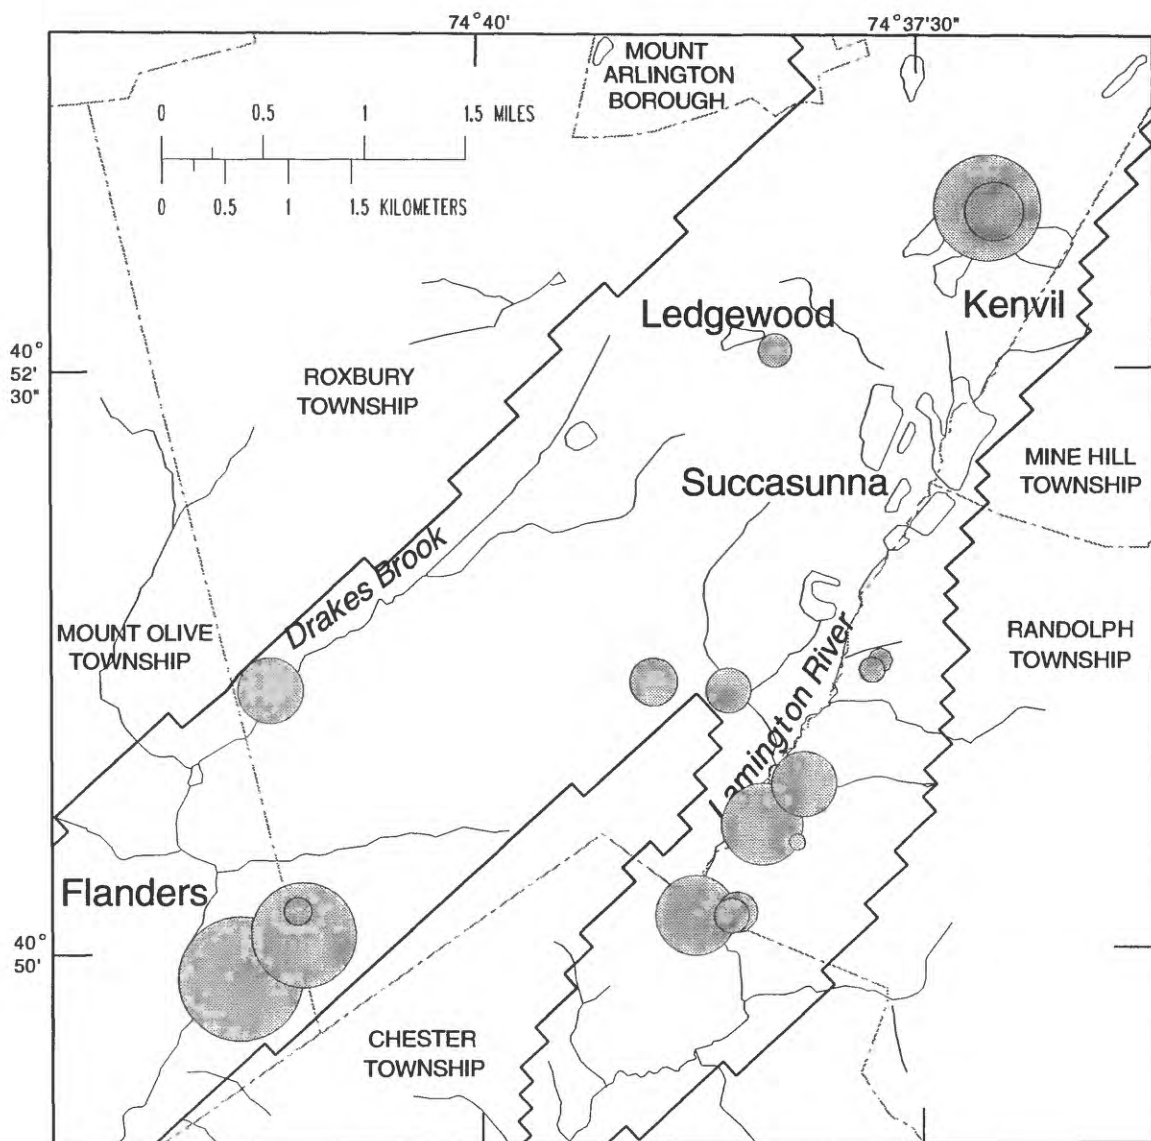 74°40'
74°37'30"
MOUNT
ARLINGTON
BOROUGH
0 0.5 1 1.5 MILES
0 0.5 1 1.5 KILOMETERS
Ledgewood
Kenvil
40°
52'
30"
ROXBURY
TOWNSHIP
Succasunna
MINE HILL
TOWNSHIP
Drakes Brook
MOUNT OLIVE
TOWNSHIP
RANDOLPH
TOWNSHIP
Lamington River
Flanders
40°
50'
CHESTER
TOWNSHIP